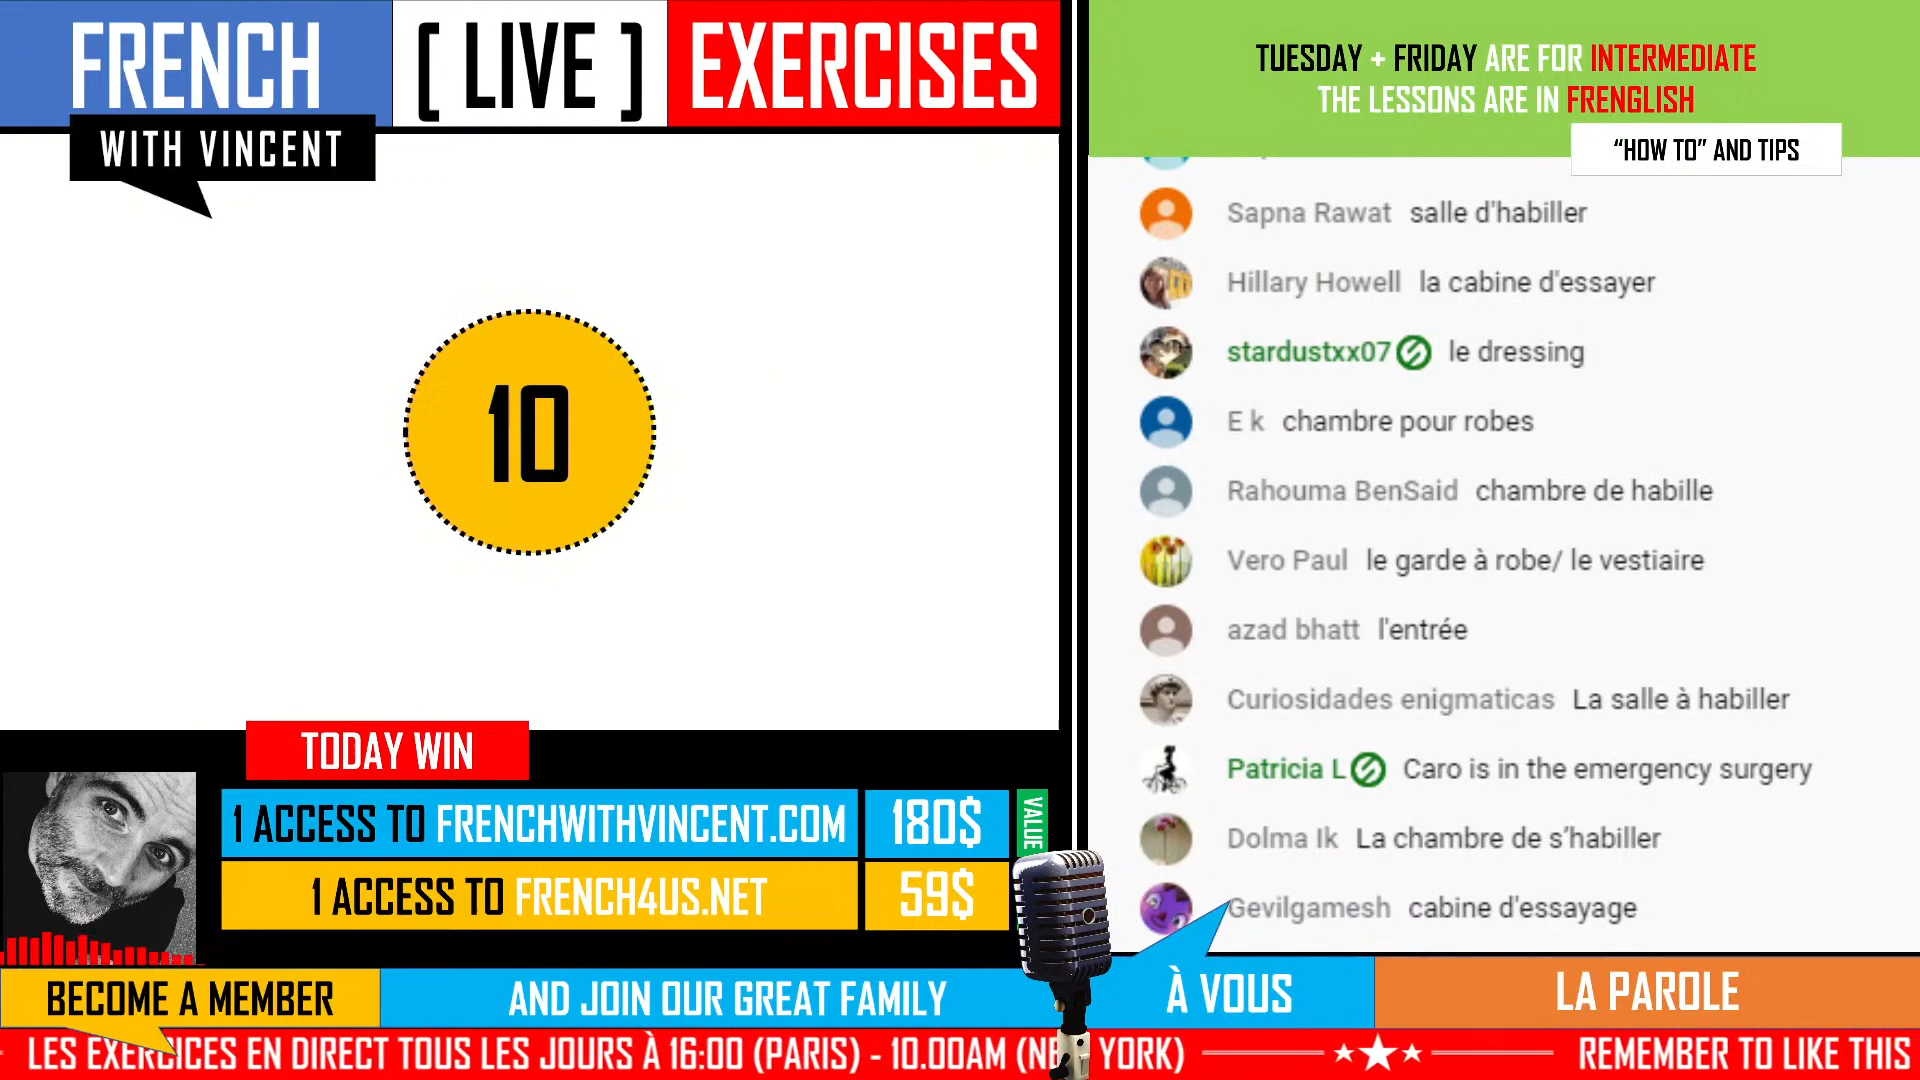 FRENCH [ LIVE ] EXERCISES
WITH VINCENT
10
TODAY WIN
1 ACCESS TO FRENCHWITHVINCENT.COM 180$
VALUE
1 ACCESS TO FRENCH4US.NET 59$
TUESDAY + FRIDAY ARE FOR INTERMEDIATE
THE LESSONS ARE IN FRENGLISH
“HOW TO” AND TIPS
Sapna Rawat salle d'habiller
Hillary Howell la cabine d'essayer
stardustxx07 le dressing
E k chambre pour robes
Rahouma BenSaid chambre de habille
Vero Paul le garde à robe/ le vestiaire
azad bhatt l'entrée
Curiosidades enigmaticas La salle à habiller
Patricia L Caro is in the emergency surgery
Dolma Ik La chambre de s’habiller
Gevilgamesh cabine d'essayage
BECOME A MEMBER AND JOIN OUR GREAT FAMILY À VOUS LA PAROLE
LES EXERCICES EN DIRECT TOUS LES JOURS À 16:00 (PARIS) - 10.00AM (NE YORK) REMEMBER TO LIKE THIS